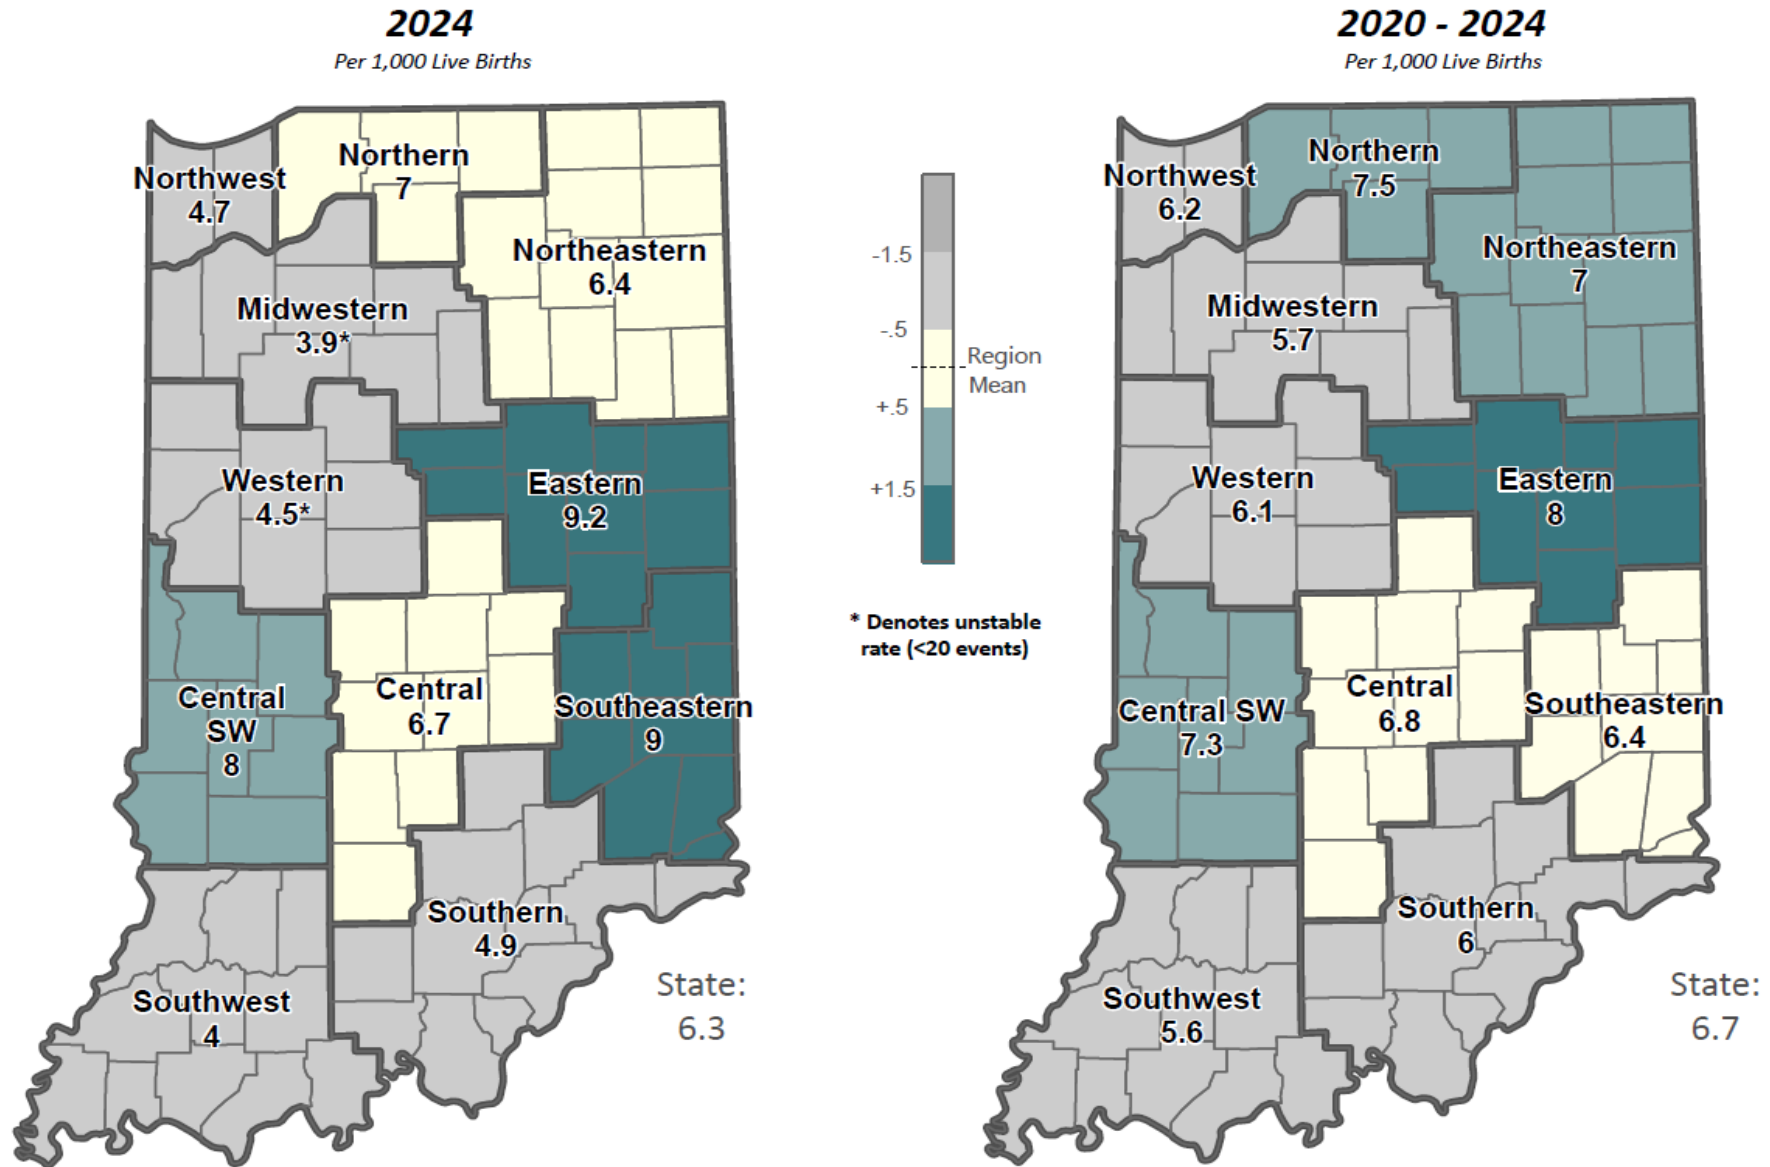 2024
Per 1,000 Live Births
Northwest
4.7
Northern
7
Northeastern
6.4
Midwestern
3.9*
Western
4.5*
Eastern
9.2
Central
SW
8
Central
6.7
Southeastern
9
Southern
4.9
Southwest
4
State:
6.3
-1.5
-.5
Region
Mean
+.5
+1.5
* Denotes unstable
rate (<20 events)
2020 - 2024
Per 1,000 Live Births
Northwest
6.2
Northern
7.5
Northeastern
7
Midwestern
5.7
Western
6.1
Eastern
8
Central SW
7.3
Central
6.8
Southeastern
6.4
Southern
6
Southwest
5.6
State:
6.7